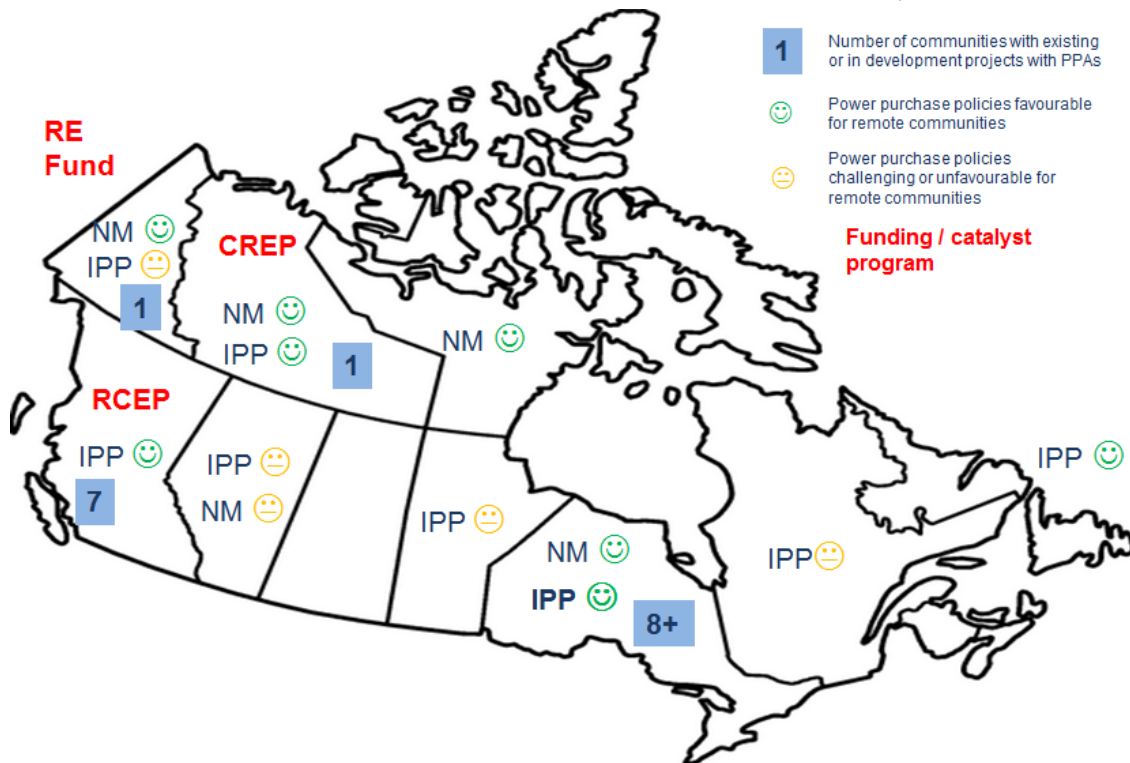 1
Number of communities with existing
or in development projects with PPAs
Power purchase policies favourable
for remote communities
Power purchase policies
challenging or unfavourable for
remote communities
Funding / catalyst
program
RE
Fund
NM
IPP
1
CREP
NM
IPP
1
NM
RCEP
IPP
7
IPP
NM
IPP
NM
IPP
8+
IPP
IPP